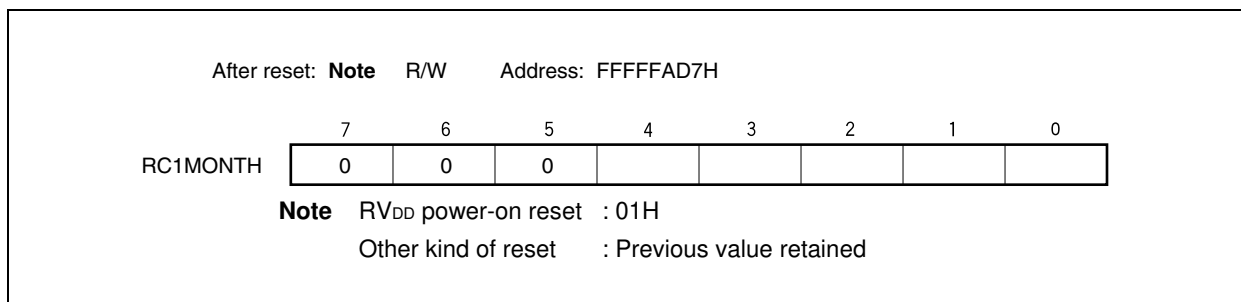 After reset: Note R/W Address: FFFFFAD7H
7 6 5 4 3 2 1 0
RC1MONTH 0 0 0
Note RVDD power-on reset : 01H
Other kind of reset : Previous value retained